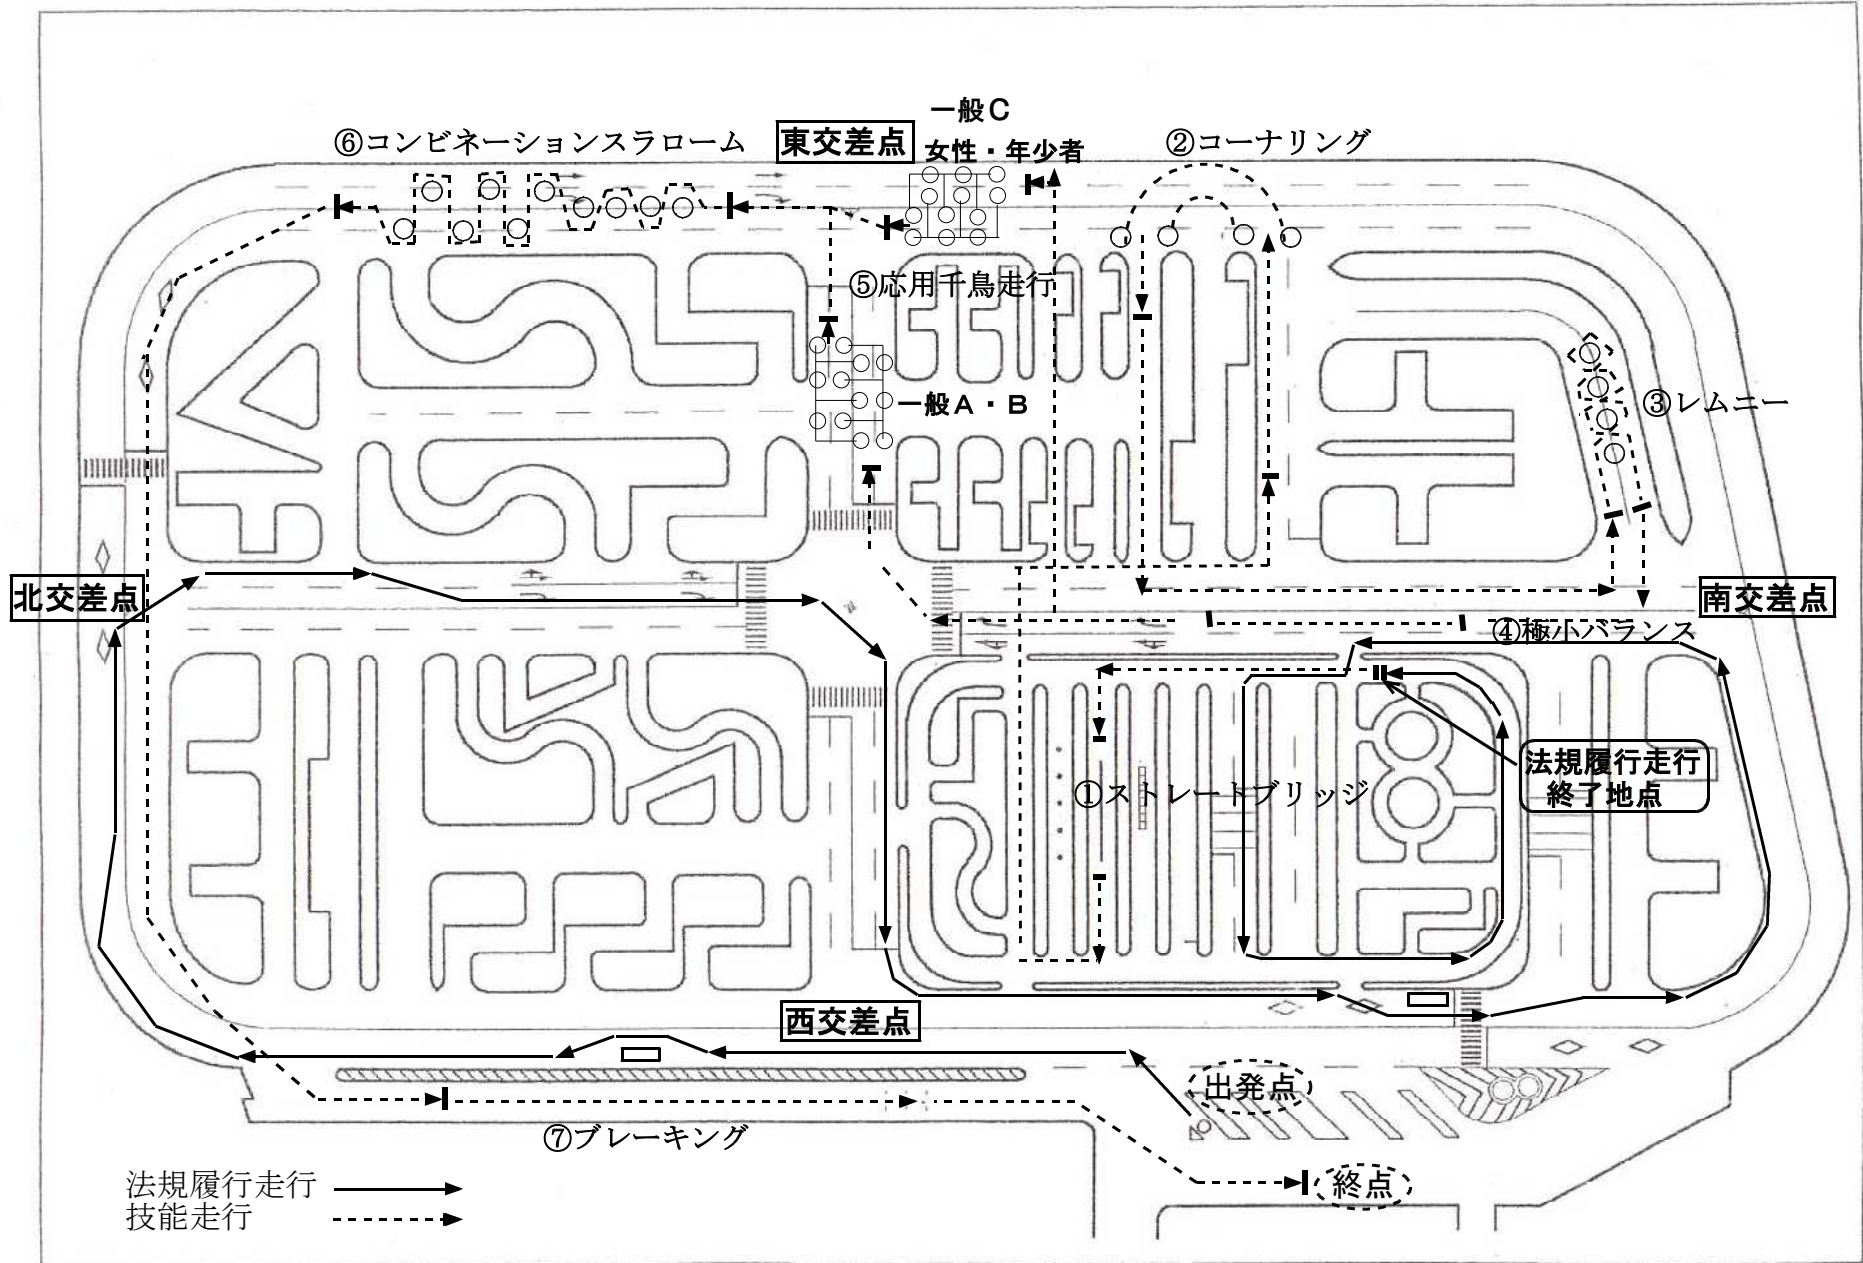 一般C
⑥コンビネーションスラローム
東交差点
女性・年少者
②コーナリング
⑤応用千鳥走行
一般A・B
③レムニー
北交差点
南交差点
④極小バランス
①ストレートブリッジ
法規履行走行
終了地点
西交差点
出発点
⑦ブレーキング
法規履行走行
技能走行
終点